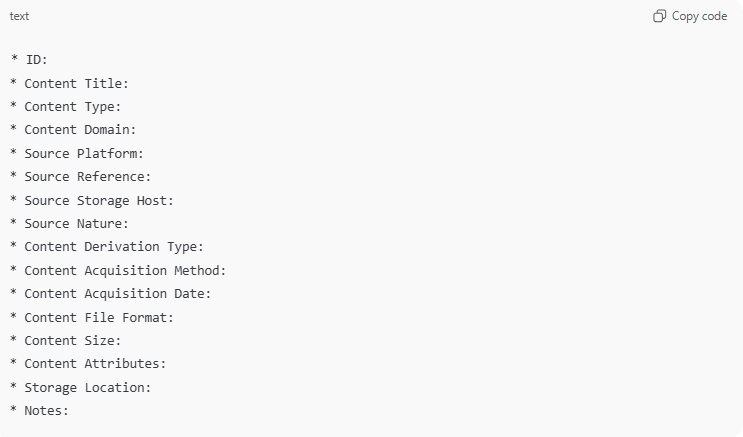 text
Copy code
* ID:
* Content Title:
* Content Type:
* Content Domain:
* Source Platform:
* Source Reference:
* Source Storage Host:
* Source Nature:
* Content Derivation Type:
* Content Acquisition Method:
* Content Acquisition Date:
* Content File Format:
* Content Size:
* Content Attributes:
* Storage Location:
* Notes: